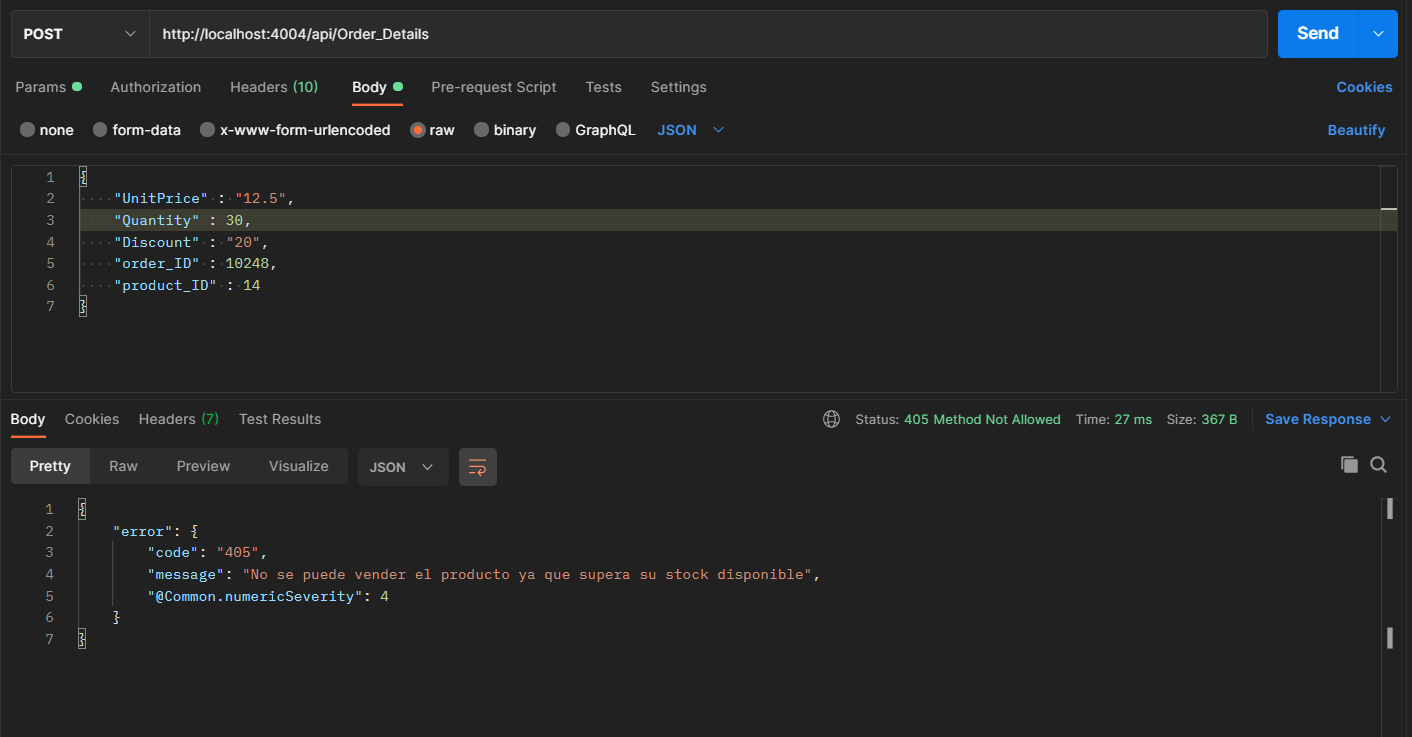 POST http://localhost:4004/api/Order_Details Send
Params Authorization Headers (10) Body Pre-request Script Tests Settings Cookies
none form-data x-www-form-urlencoded raw binary GraphQL JSON Beautify
1 {
2 "UnitPrice" : "12.5",
3 "Quantity" : 30,
4 "Discount" : "20",
5 "order_ID" : 10248,
6 "product_ID" : 14
7 }
Body Cookies Headers (7) Test Results Status: 405 Method Not Allowed Time: 27 ms Size: 367 B Save Response
Pretty Raw Preview Visualize JSON
1 {
2 "error": {
3 "code": "405",
4 "message": "No se puede vender el producto ya que supera su stock disponible",
5 "@Common.numericSeverity": 4
6 }
7 }